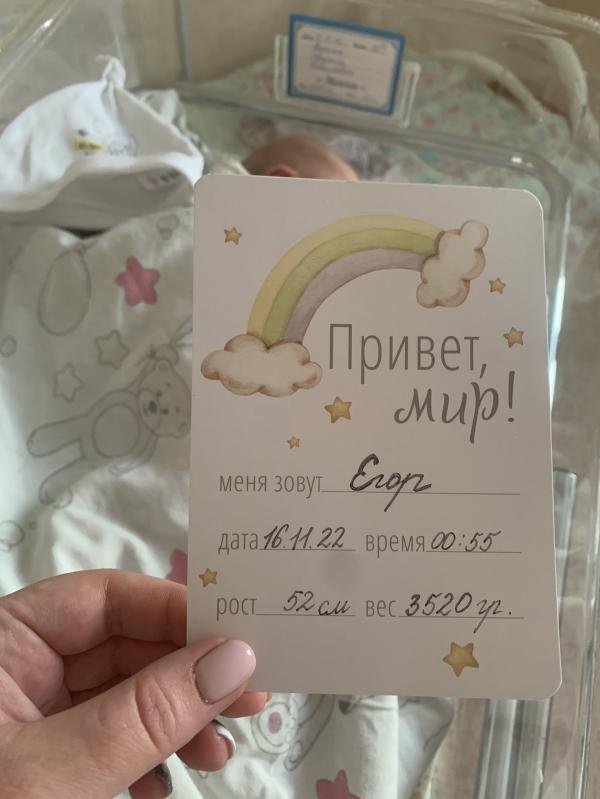 Привет,
мир!
меня зовут Егор
дата 16.11.22 время 00:55
рост 52 см вес 3520 гр.